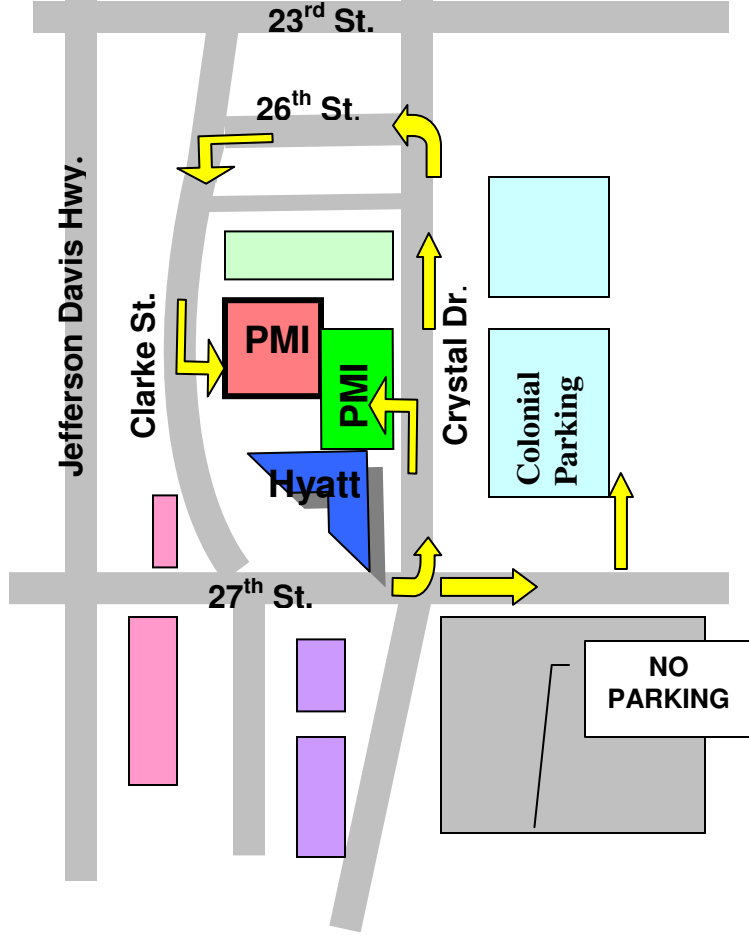 23rd St.
26th St.
Jefferson Davis Hwy.
Clarke St.
Crystal Dr.
PMI
PMI
Colonial
Parking
Hyatt
27th St.
NO
PARKING